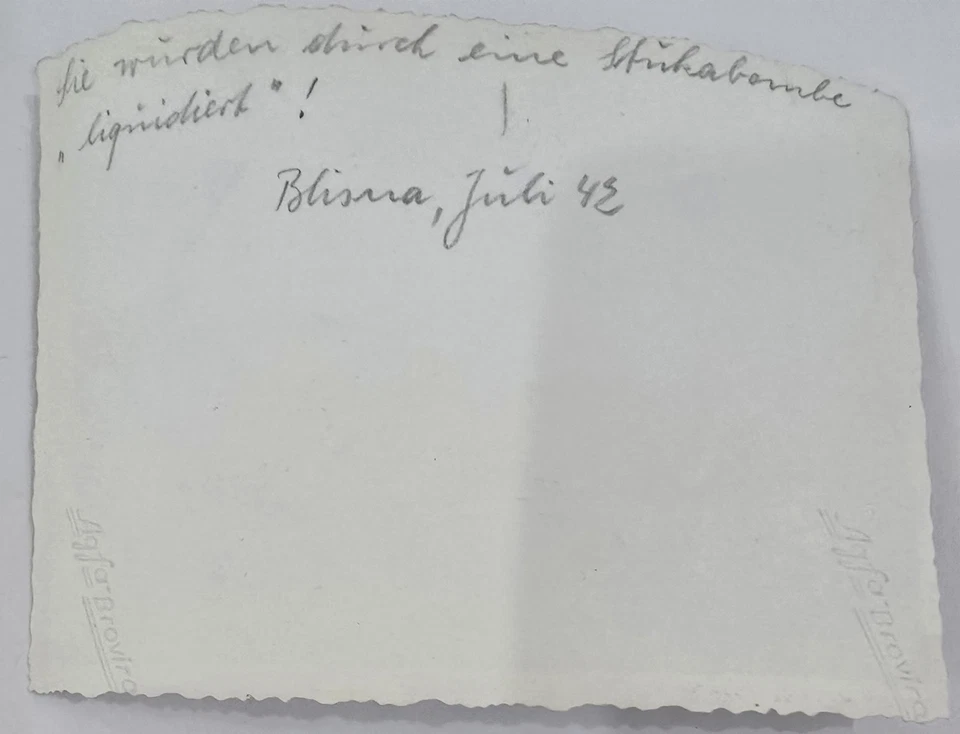 Sie wurden durch eine Stukabombe
„liquidiert"!
Blisna, Juli 42
Agfa Brovira
Agfa Brovira